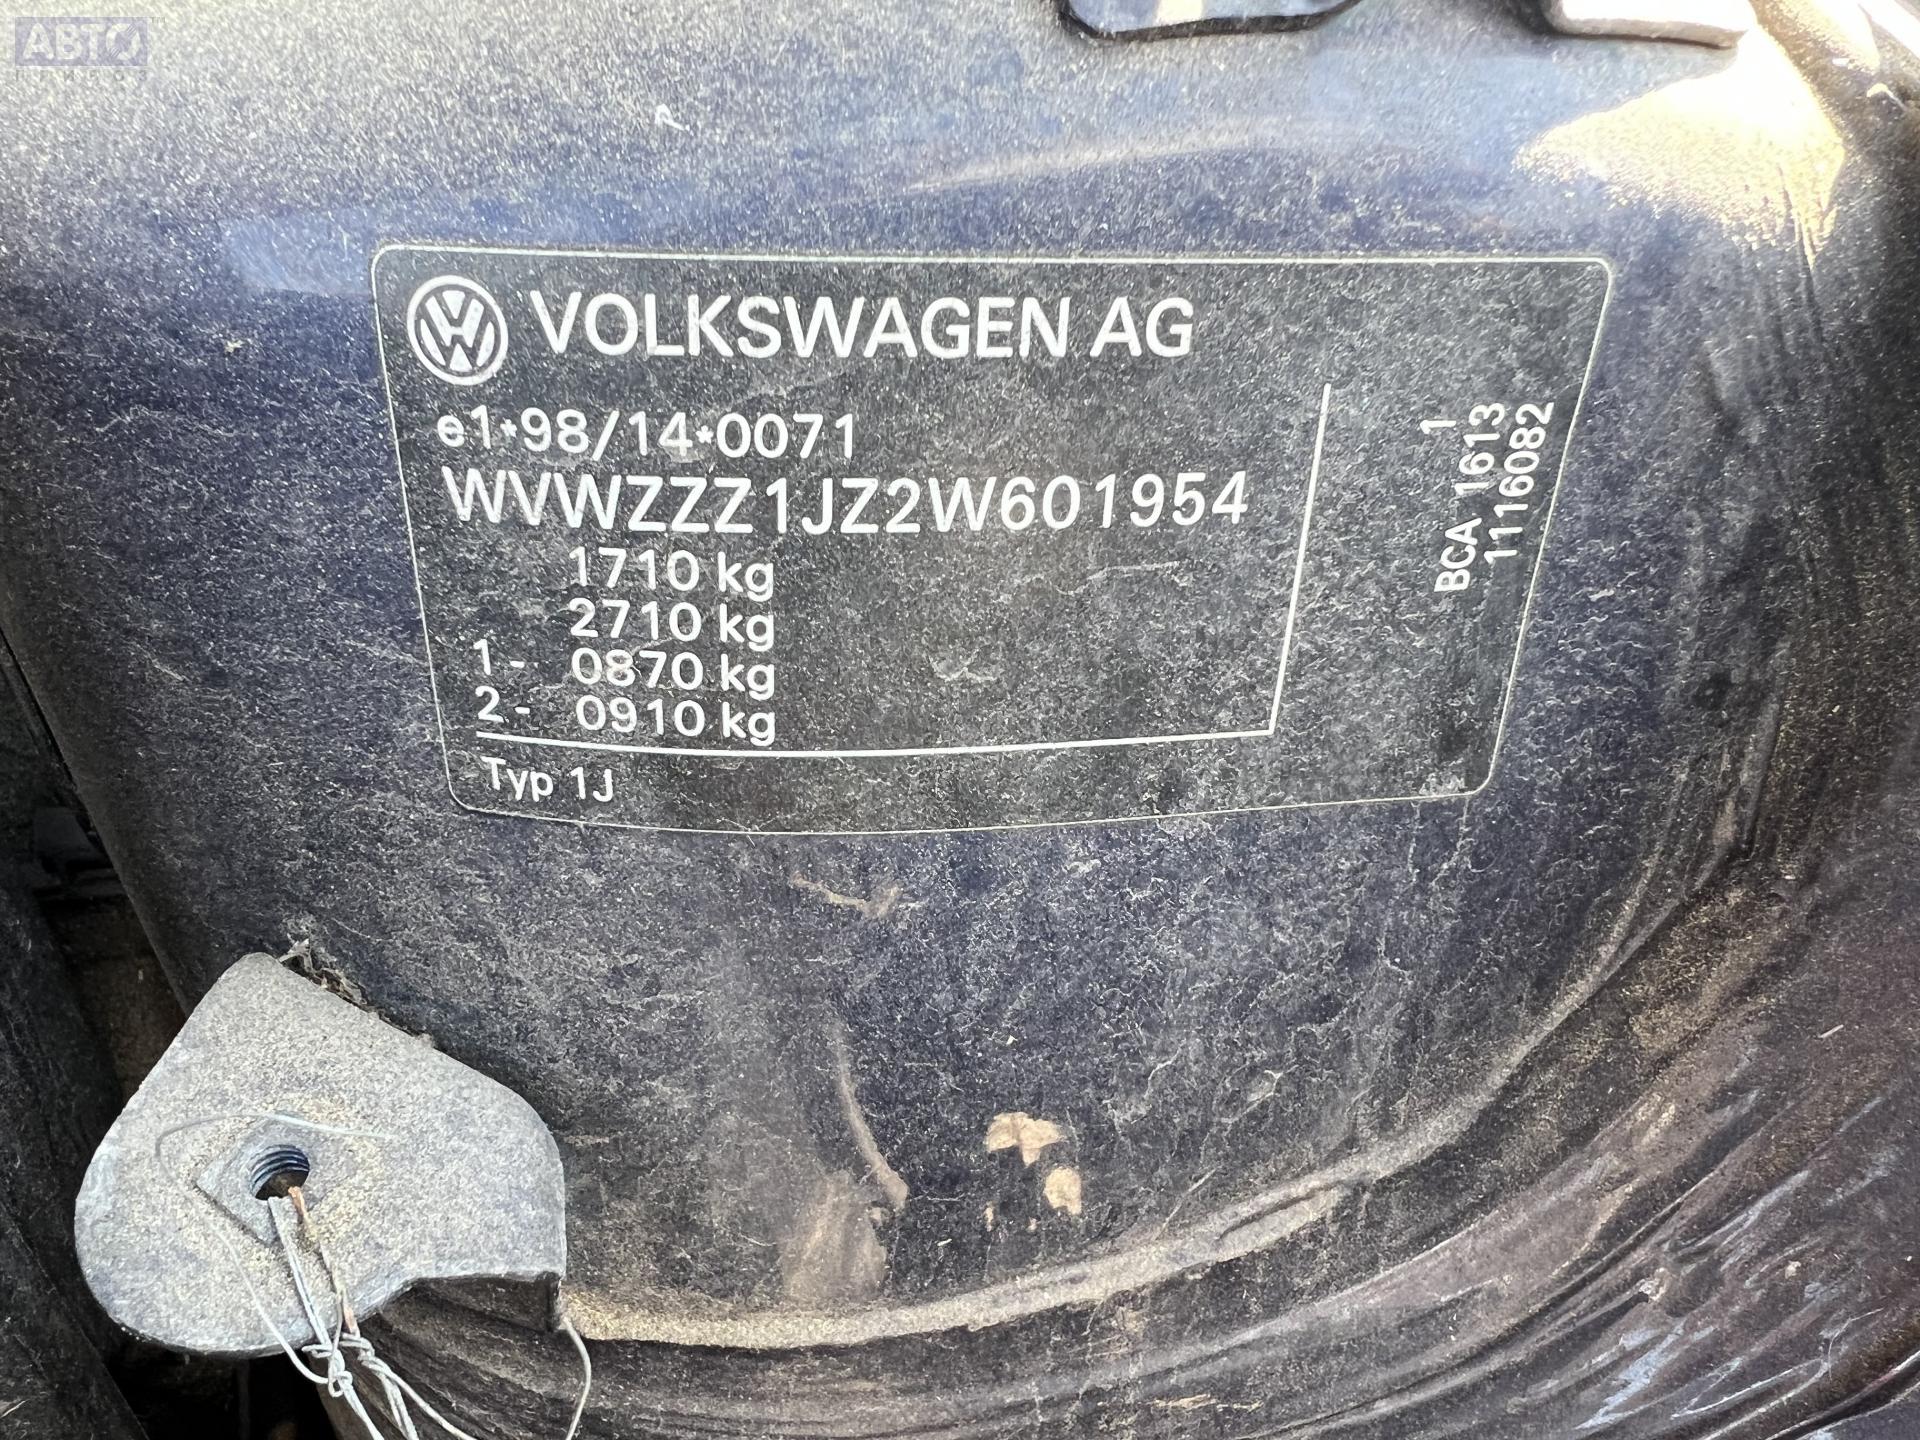 АВТО
ПРИВОЗ
VOLKSWAGEN AG
e1*98/14*0071
WVWZZZ1JZ2W601954
1710 kg
2710 kg
1- 0870 kg
2- 0910 kg
Typ 1J
1
BCA 1613
1116082